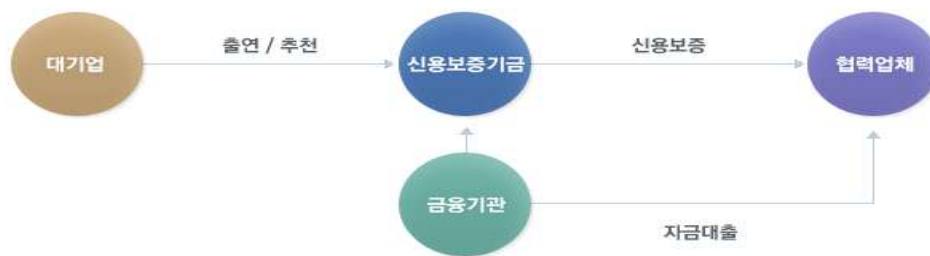 출연 / 추천
신용보증
대기업
신용보증기금
협력업체
금융기관
자금대출